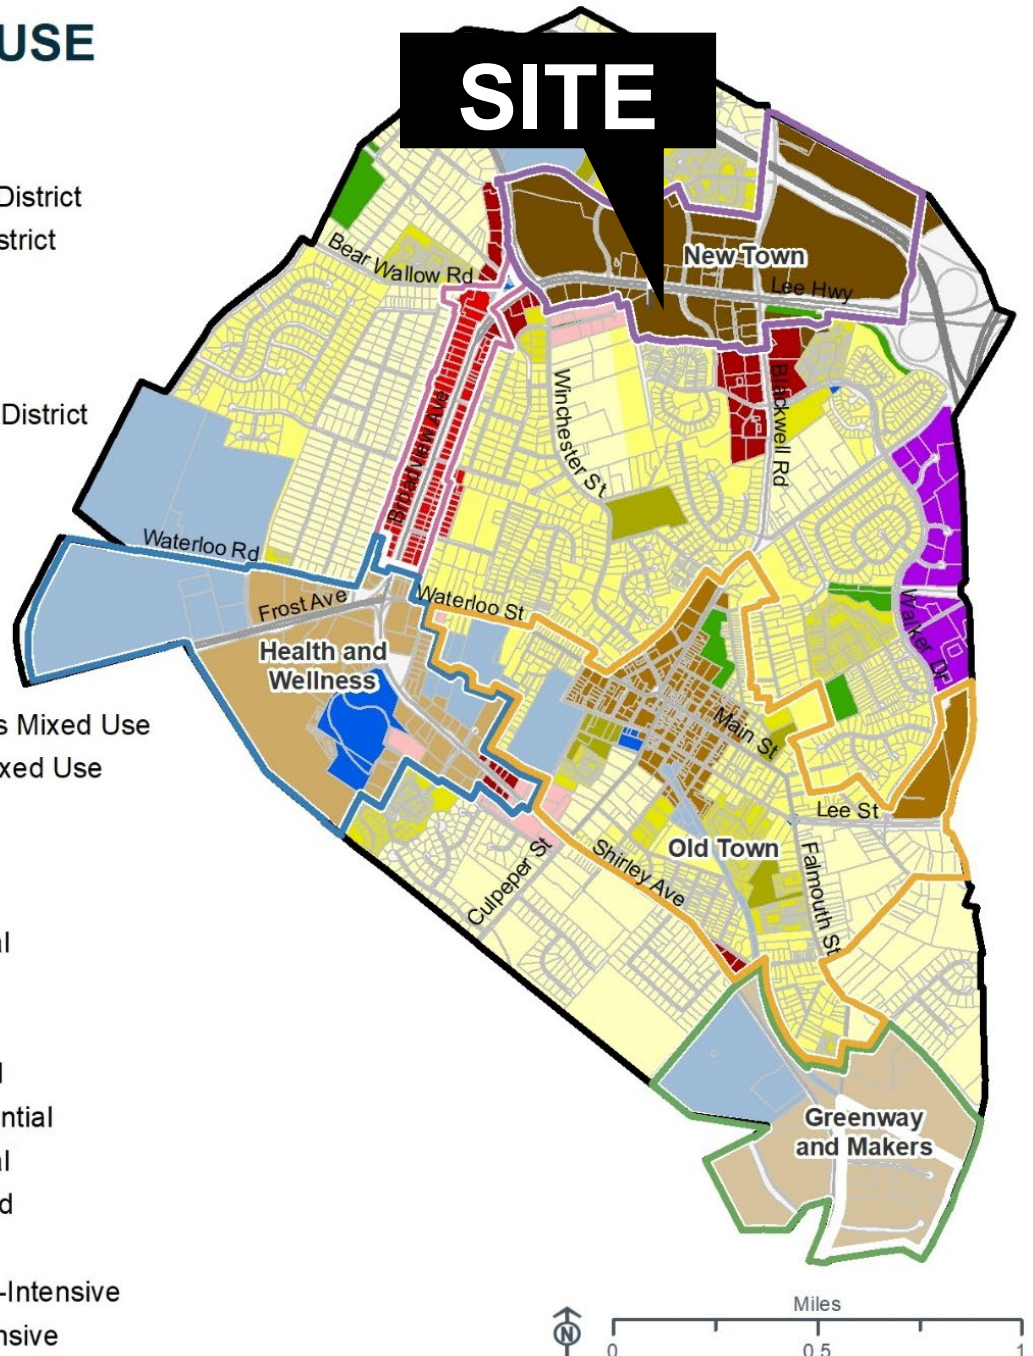 USE
SITE
District
strict
District
s Mixed Use
xed Use
al
l
ntial
al
d
-Intensive
nsive
New Town
Lee Hwy
Bear Wallow Rd
Broadview Ave
Winchester St
Blackwell Rd
Waterloo Rd
Frost Ave
Waterloo St
Health and
Wellness
Walker Dr
Main St
Lee St
Old Town
Shirley Ave
Culpeper St
Falmouth St
Greenway
and Makers
Miles
N
0 0.5 1